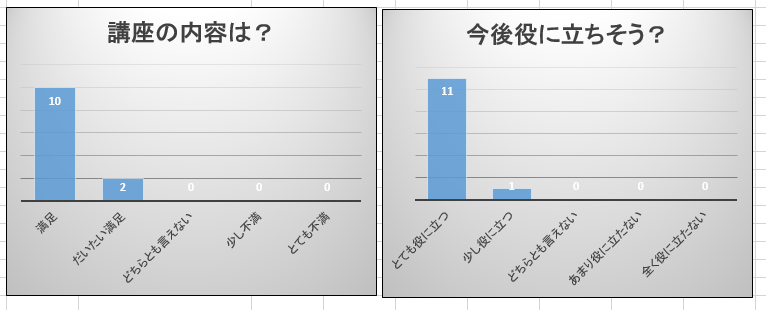 講座の内容は？
10
2
0
0
0
満足
だいたい満足
どちらとも言えない
少し不満
とても不満
今後役に立ちそう？
11
1
0
0
0
とても役に立つ
少し役に立つ
どちらとも言えない
あまり役に立たない
全く役に立たない